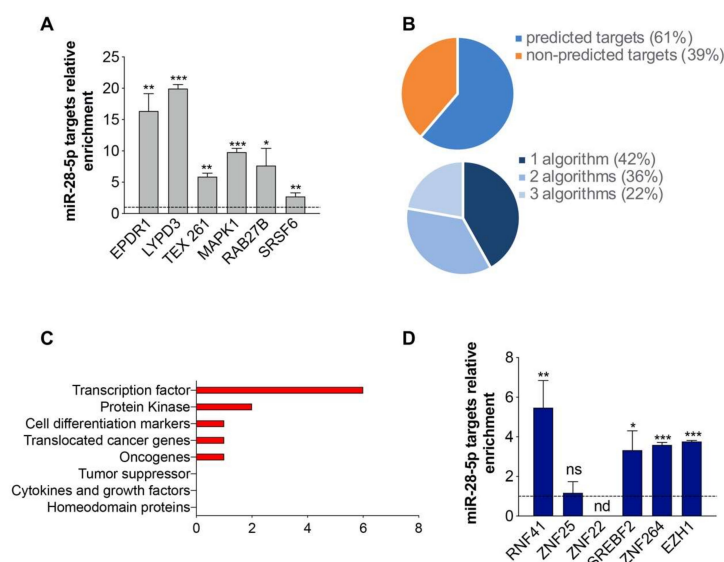 A
miR-28-5p targets relative
enrichment
25
20
15
10
5
0
** *** ** *** * **
EPDR1 LYPD3 TEX 261 MAPK1 RAB27B SRSF6
B
predicted targets (61%)
non-predicted targets (39%)
1 algorithm (42%)
2 algorithms (36%)
3 algorithms (22%)
C
Transcription factor
Protein Kinase
Cell differentiation markers
Translocated cancer genes
Oncogenes
Tumor suppressor
Cytokines and growth factors
Homeodomain proteins
0 2 4 6 8
D
miR-28-5p targets relative
enrichment
8
6
4
2
0
** ns nd * *** ***
RNF41 ZNF25 ZNF22 SREBF2 ZNF264 EZH1